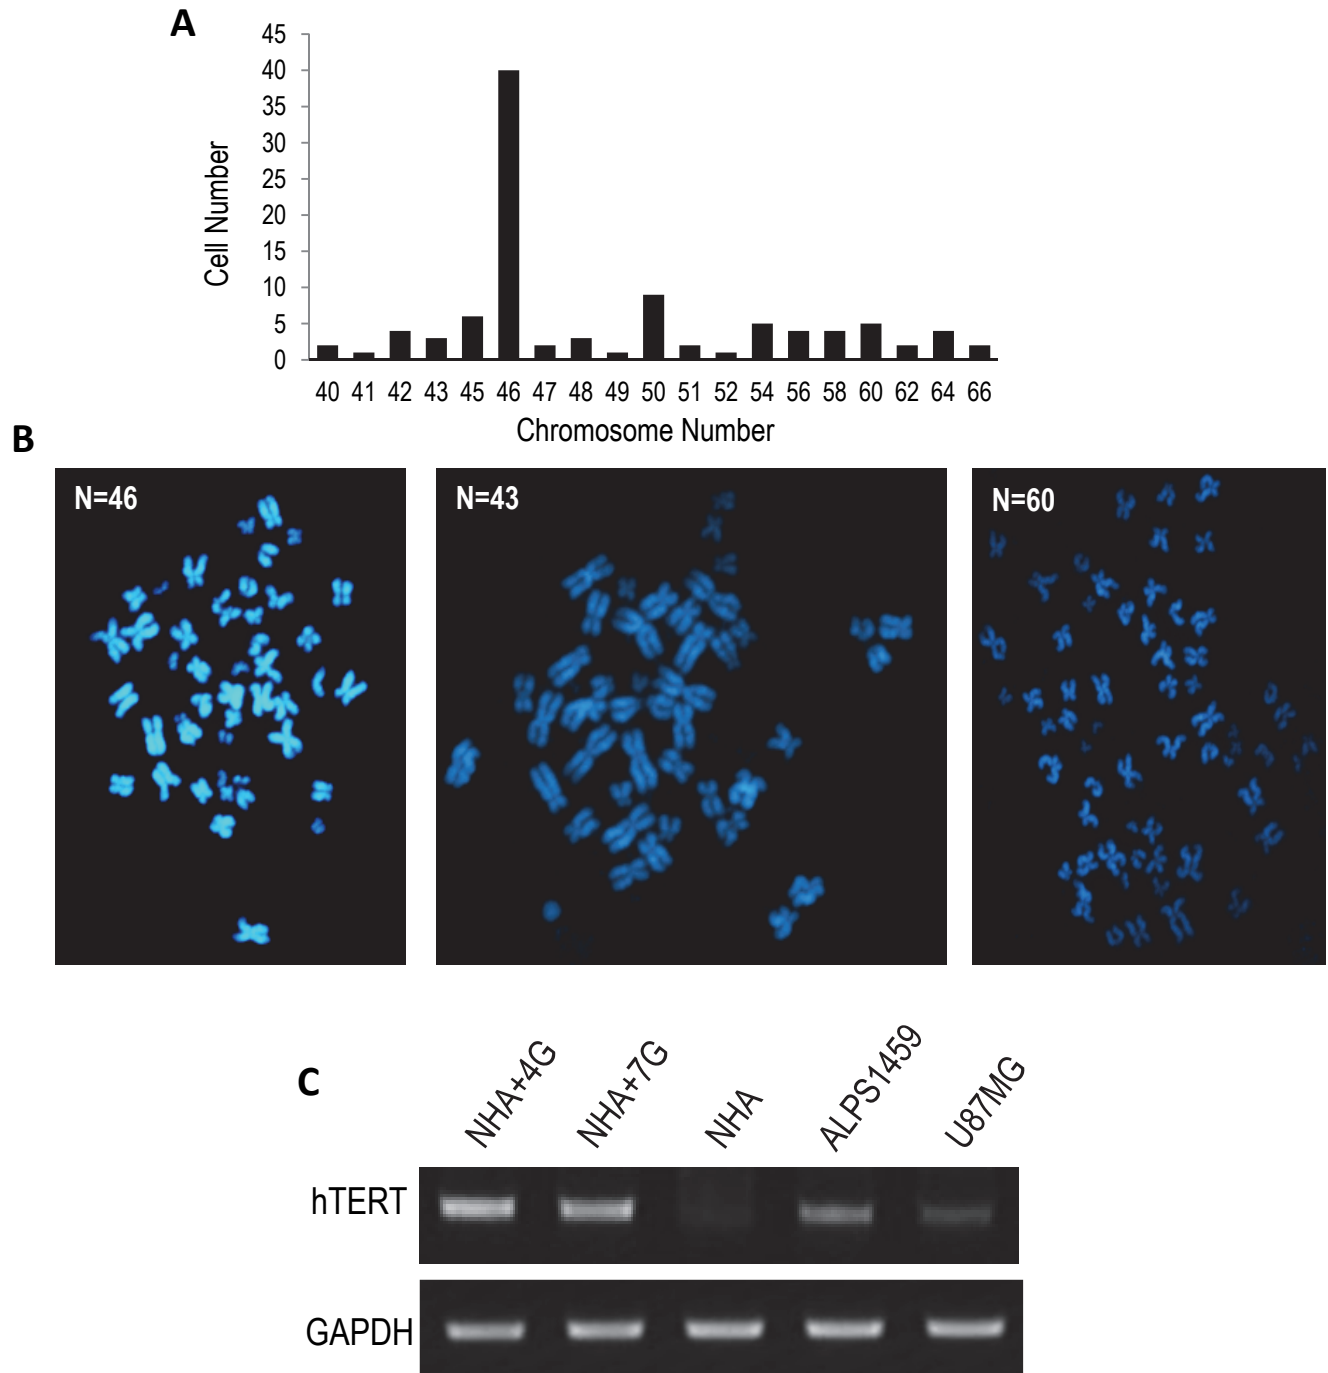 A
45
40
35
30
25
20
15
10
5
0
Cell Number
40 41 42 43 45 46 47 48 49 50 51 52 54 56 58 60 62 64 66
Chromosome Number
B
N=46
N=43
N=60
C
NHA+4G
NHA+7G
NHA
ALPS1459
U87MG
hTERT
GAPDH